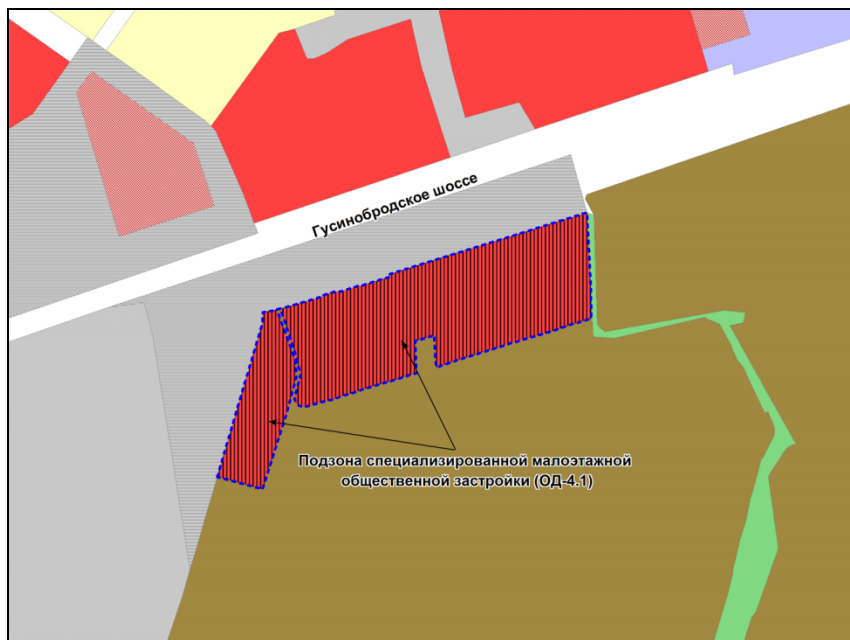 Гусинобродское шоссе
Подзона специализированной малоэтажной
общественной застройки (ОД-4.1)